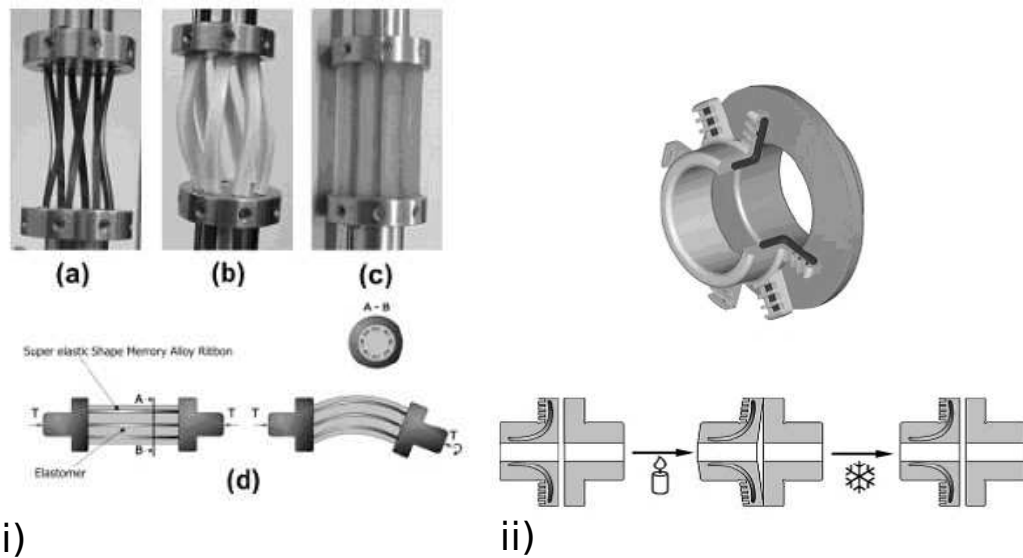 (a) (b) (c)
A - B
Super elastic Shape Memory Alloy Ribbon
A
T T
T
T
B
Elastomer
(d)
i) ii)